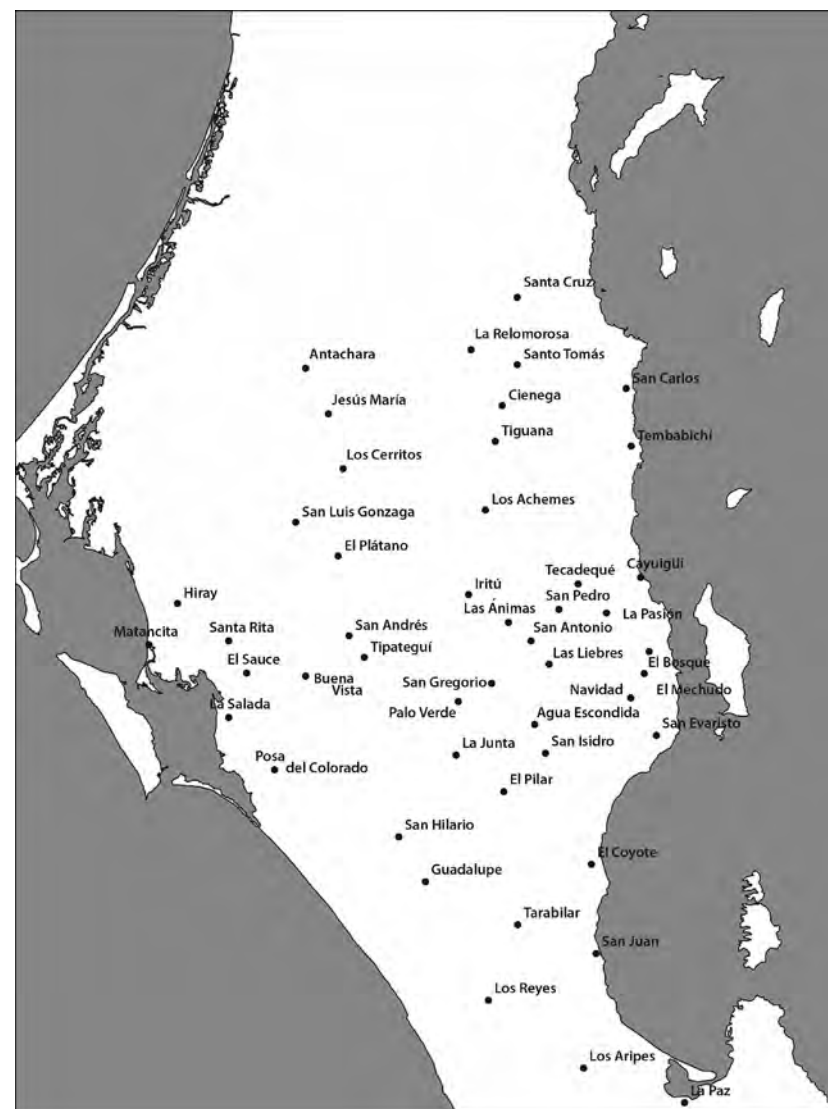 Santa Cruz
La Relomorosa
Antachara
Santo Tomás
San Carlos
Cienega
Jesús María
Tiguana
Tembabichí
Los Cerritos
Los Achemes
San Luis Gonzaga
El Plátano
Tecadequé
Cayuigüí
Iritú
Hiray
San Pedro
Las Ánimas
La Pasión
Matancita
Santa Rita
San Andrés
San Antonio
Tipateguí
El Sauce
Las Liebres
El Bosque
Buena
Vista
San Gregorio
Navidad
El Mechudo
La Salada
Palo Verde
Agua Escondida
San Evaristo
La Junta
San Isidro
Posa
del Colorado
El Pilar
San Hilario
El Coyote
Guadalupe
Tarabilar
San Juan
Los Reyes
Los Aripes
La Paz